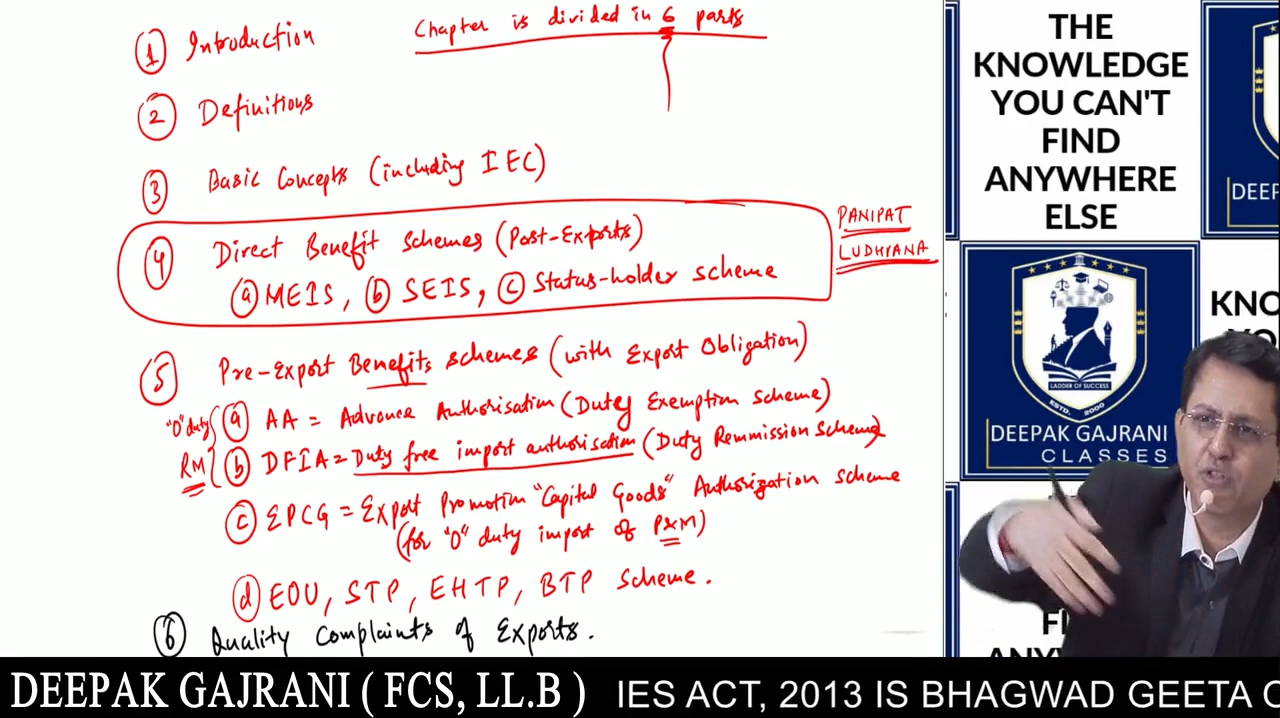 Chapter is divided in 6 parts
① Introduction
② Definitions
③ Basic Concepts (including IEC)
④ Direct Benefit Schemes (Post-Exports)
ⓐ MEIS, ⓑ SEIS, ⓒ Status-holder scheme
PANIPAT
LUDHIANA
⑤ Pre-Export Benefits schemes (with Export Obligation)
"0" duty
RM
ⓐ AA = Advance Authorisation (Duty Exemption Scheme)
ⓑ DFIA = Duty free import authorisation (Duty Remmission Scheme)
ⓒ EPCG = Export Promotion "Capital Goods" Authorization Scheme
(for "0" duty import of P&M)
ⓓ EOU, STP, EHTP, BTP Scheme.
⑥ Quality Complaints of Exports.
THE
KNOWLEDGE
YOU CAN'T
FIND
ANYWHERE
ELSE
DEEP
LADDER OF SUCCESS
ESTD. 2000
DEEPAK GAJRANI
CLASSES
KNO
DEEPAK GAJRANI ( FCS, LL.B )
IES ACT, 2013 IS BHAGWAD GEETA